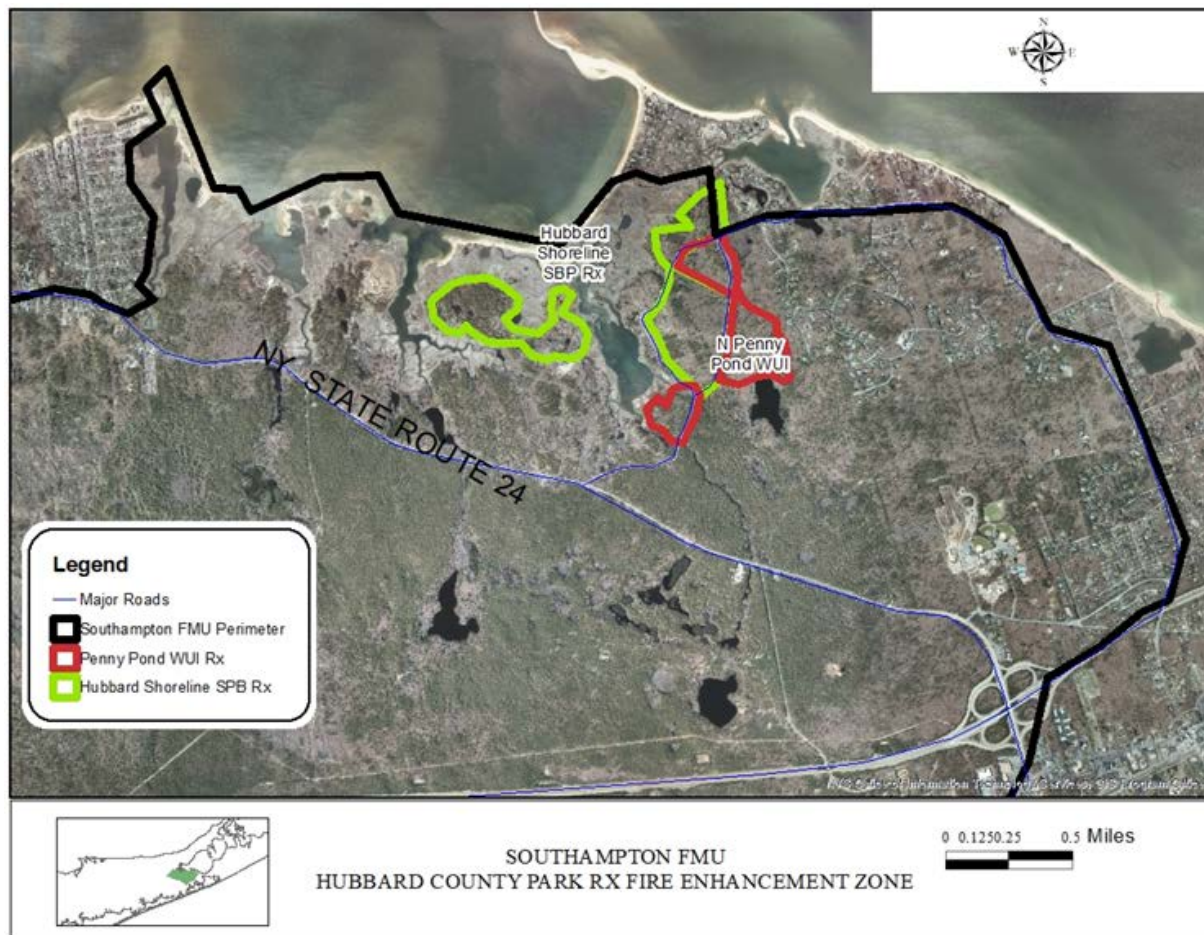 N
W E
S
Hubbard
Shoreline
SBP Rx
N Penny
Pond WUI
NY STATE ROUTE 24
Legend
Major Roads
Southampton FMU Perimeter
Penny Pond WUI Rx
Hubbard Shoreline SPB Rx
SOUTHAMPTON FMU
HUBBARD COUNTY PARK RX FIRE ENHANCEMENT ZONE
0 0.1250.25 0.5 Miles